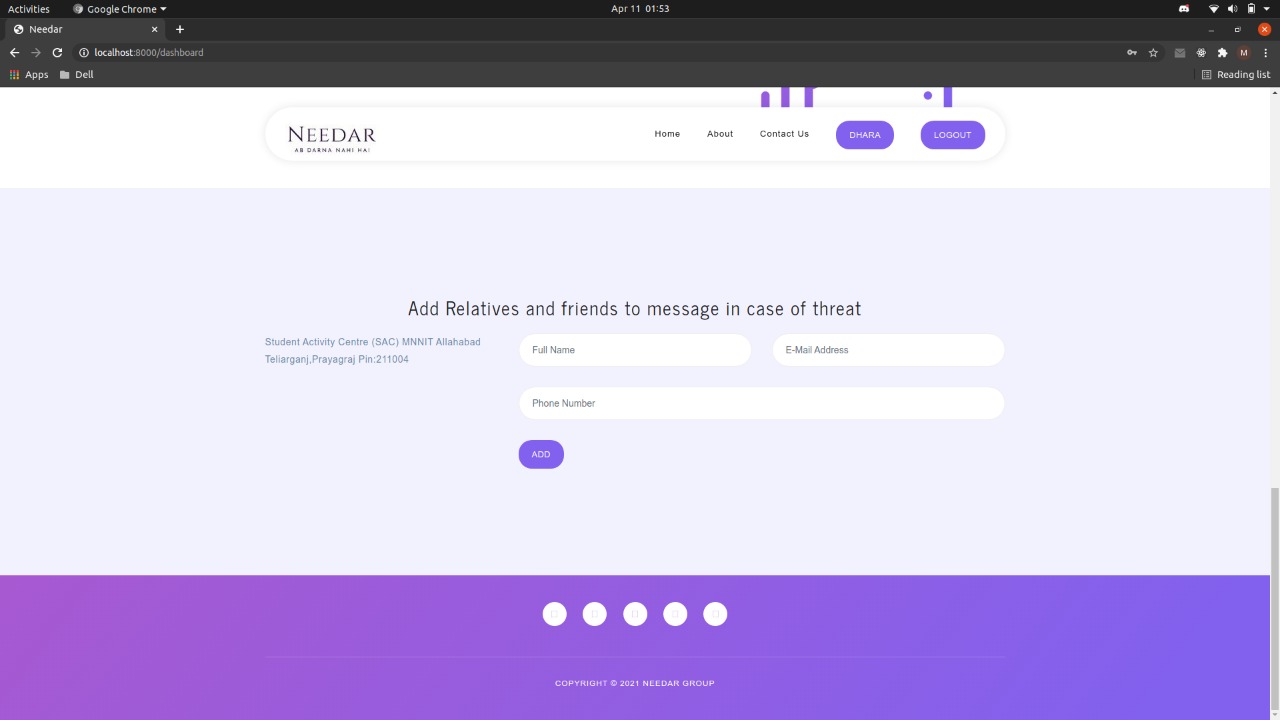 Activities
Google Chrome
Apr 11 01:53
Needar
localhost:8000/dashboard
M
Apps
Dell
Reading list
NEEDAR
AB DARNA NAHI HAI
Home
About
Contact Us
DHARA
LOGOUT
Add Relatives and friends to message in case of threat
Student Activity Centre (SAC) MNNIT Allahabad
Teliarganj,Prayagraj Pin:211004
Full Name
E-Mail Address
Phone Number
ADD
COPYRIGHT © 2021 NEEDAR GROUP